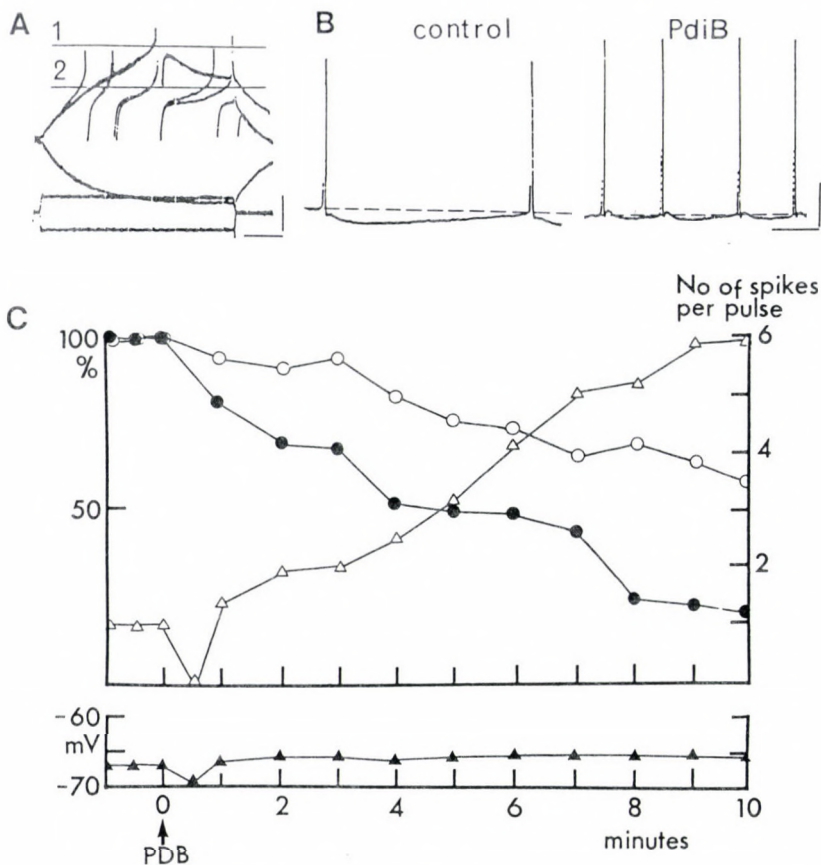 A
1
2
B
control
PdiB
C
No of spikes
per pulse
100
%
50
6
4
2
-60
mV
-70
0
2
4
6
8
10
minutes
PDB